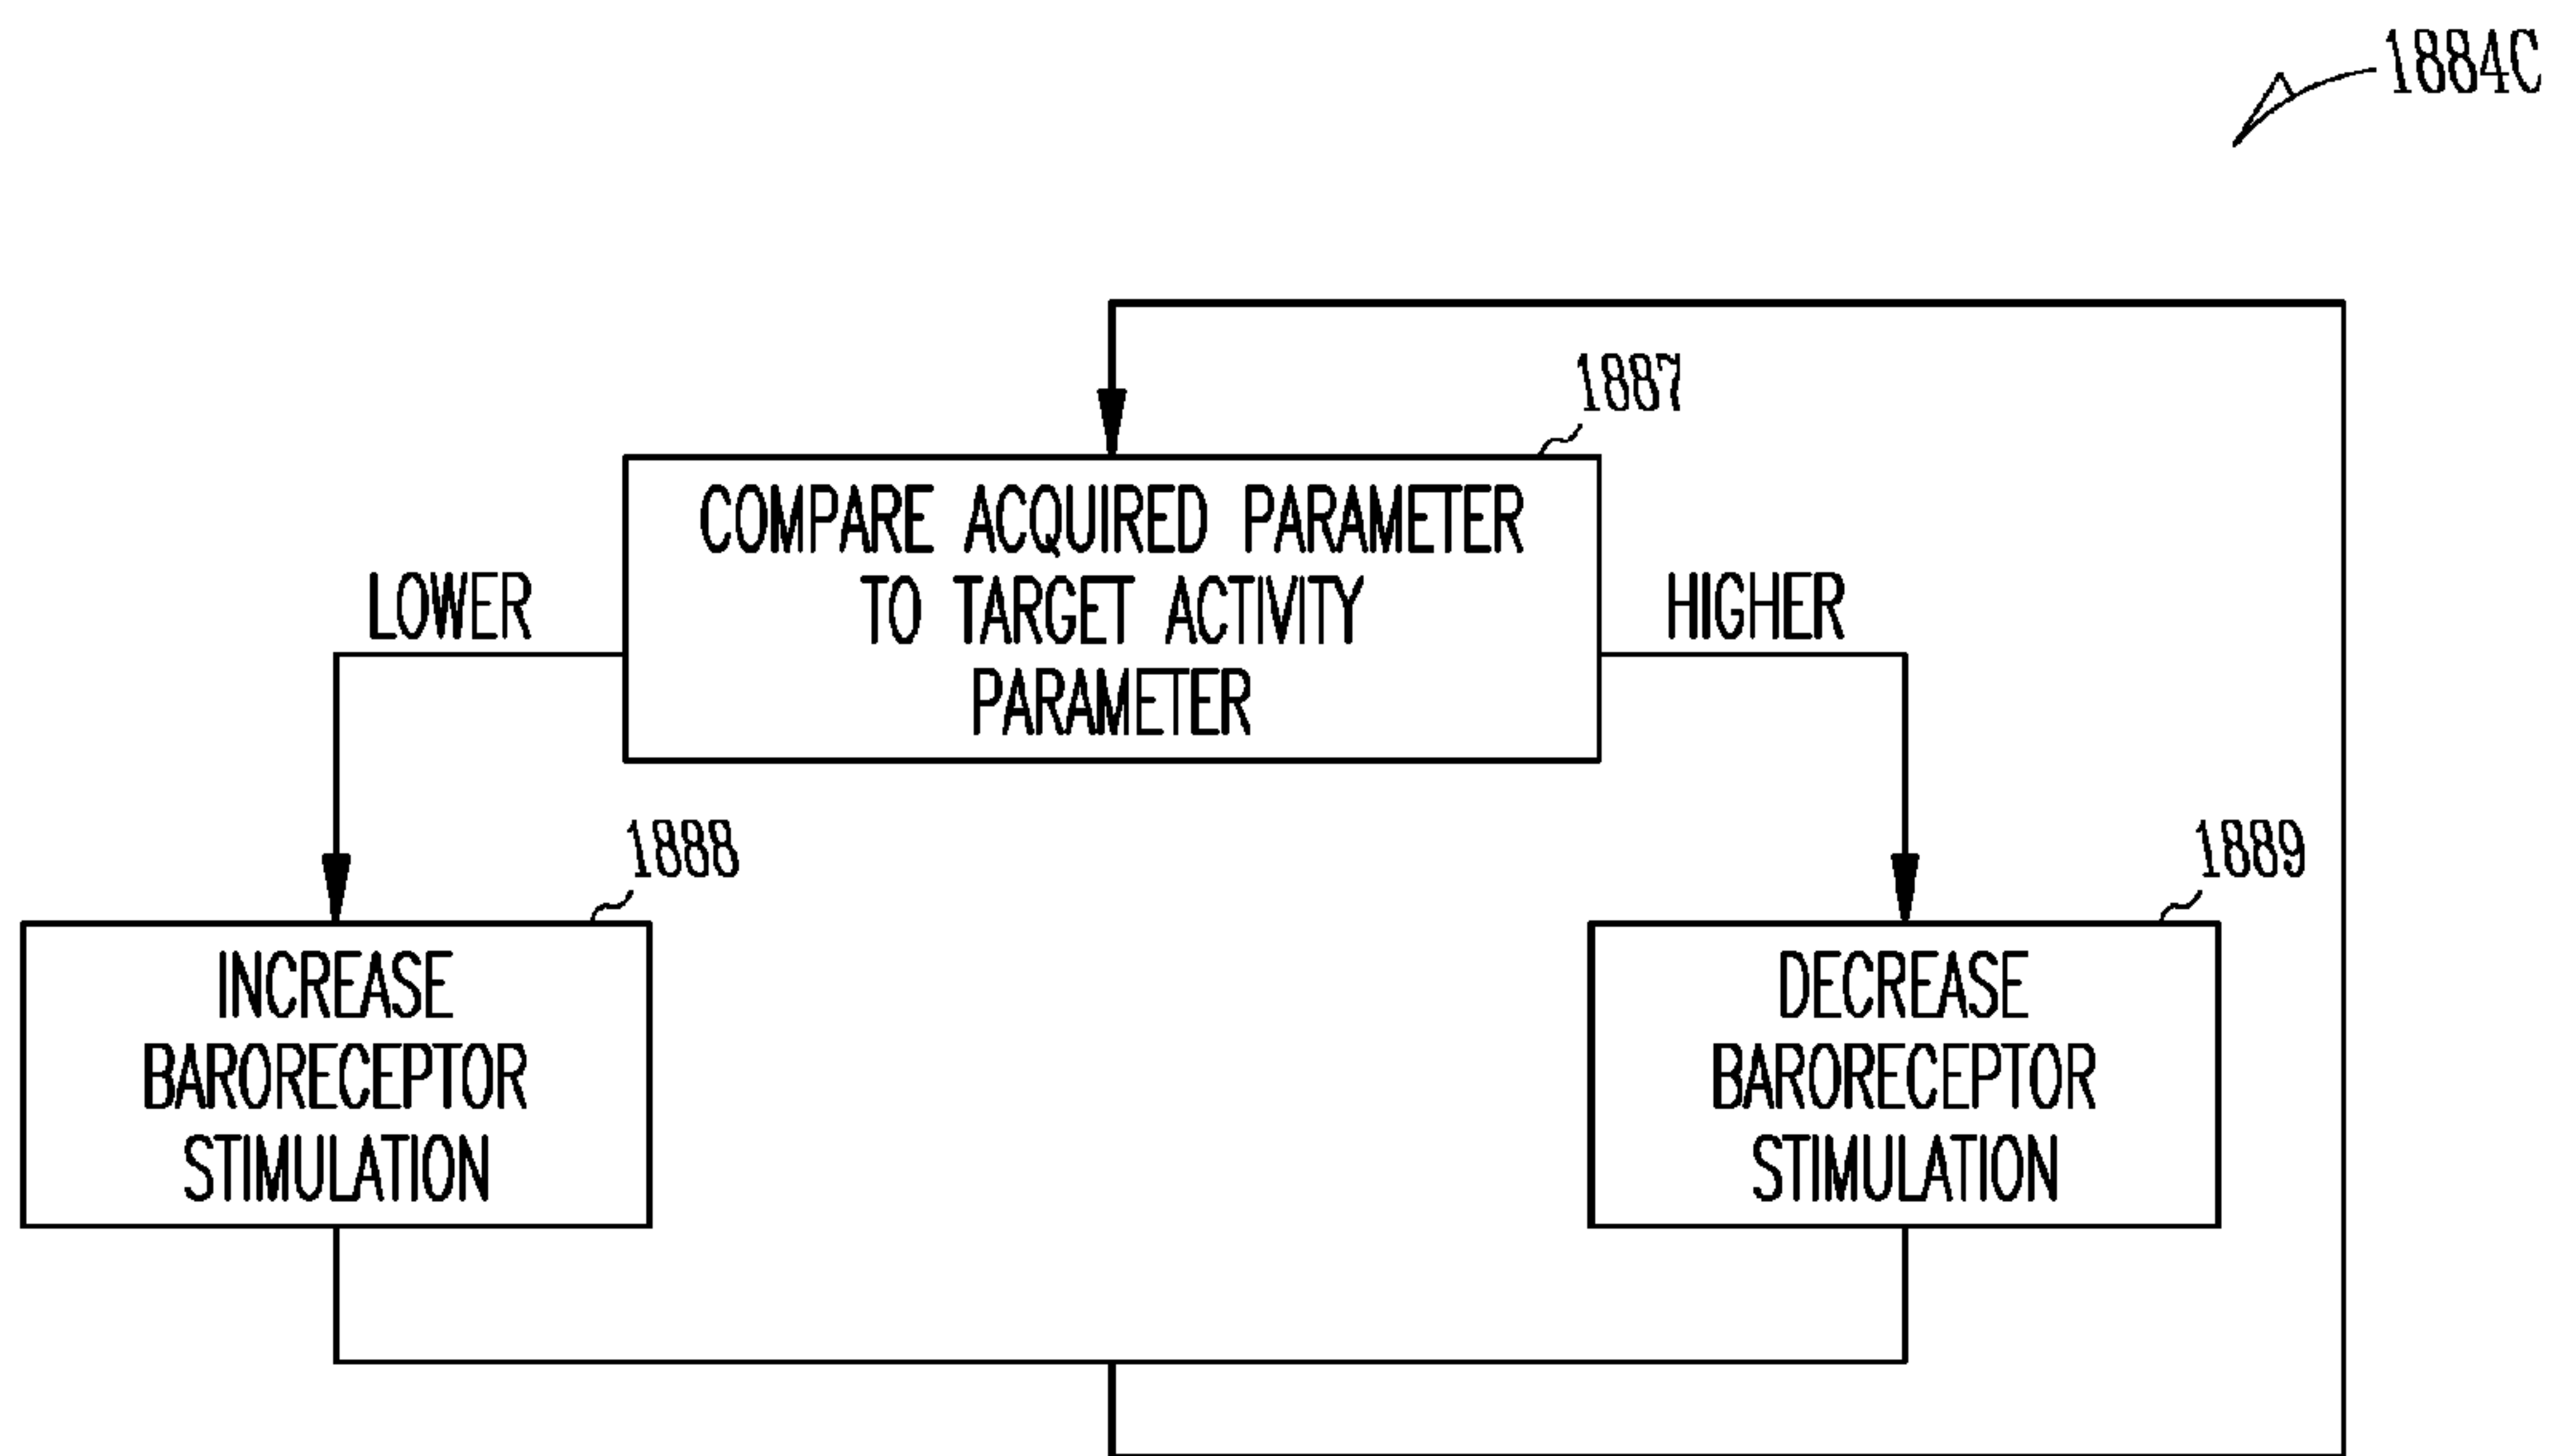 1884C
1887
COMPARE ACQUIRED PARAMETER
TO TARGET ACTIVITY
PARAMETER
LOWER
HIGHER
1888
1889
INCREASE
BARORECEPTOR
STIMULATION
DECREASE
BARORECEPTOR
STIMULATION